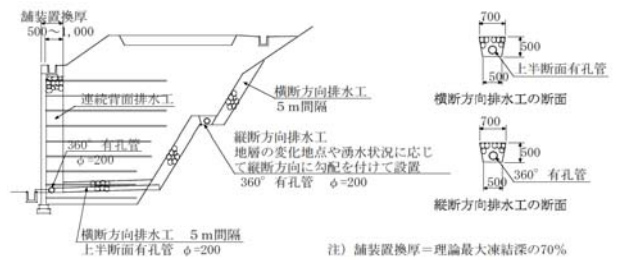 舗装置換厚
500〜1,000
連続背面排水工
360°有孔管
φ=200
横断方向排水工
5m間隔
縦断方向排水工
地層の変化地点や湧水状況に応じ
て縦断方向に勾配を付けて設置
360°有孔管 φ=200
横断方向排水工 5m間隔
上半断面有孔管 φ=200
700
500
上半断面有孔管
500
横断方向排水工の断面
700
500
360°有孔管
500
縦断方向排水工の断面
注）舗装置換厚＝理論最大凍結深の70%